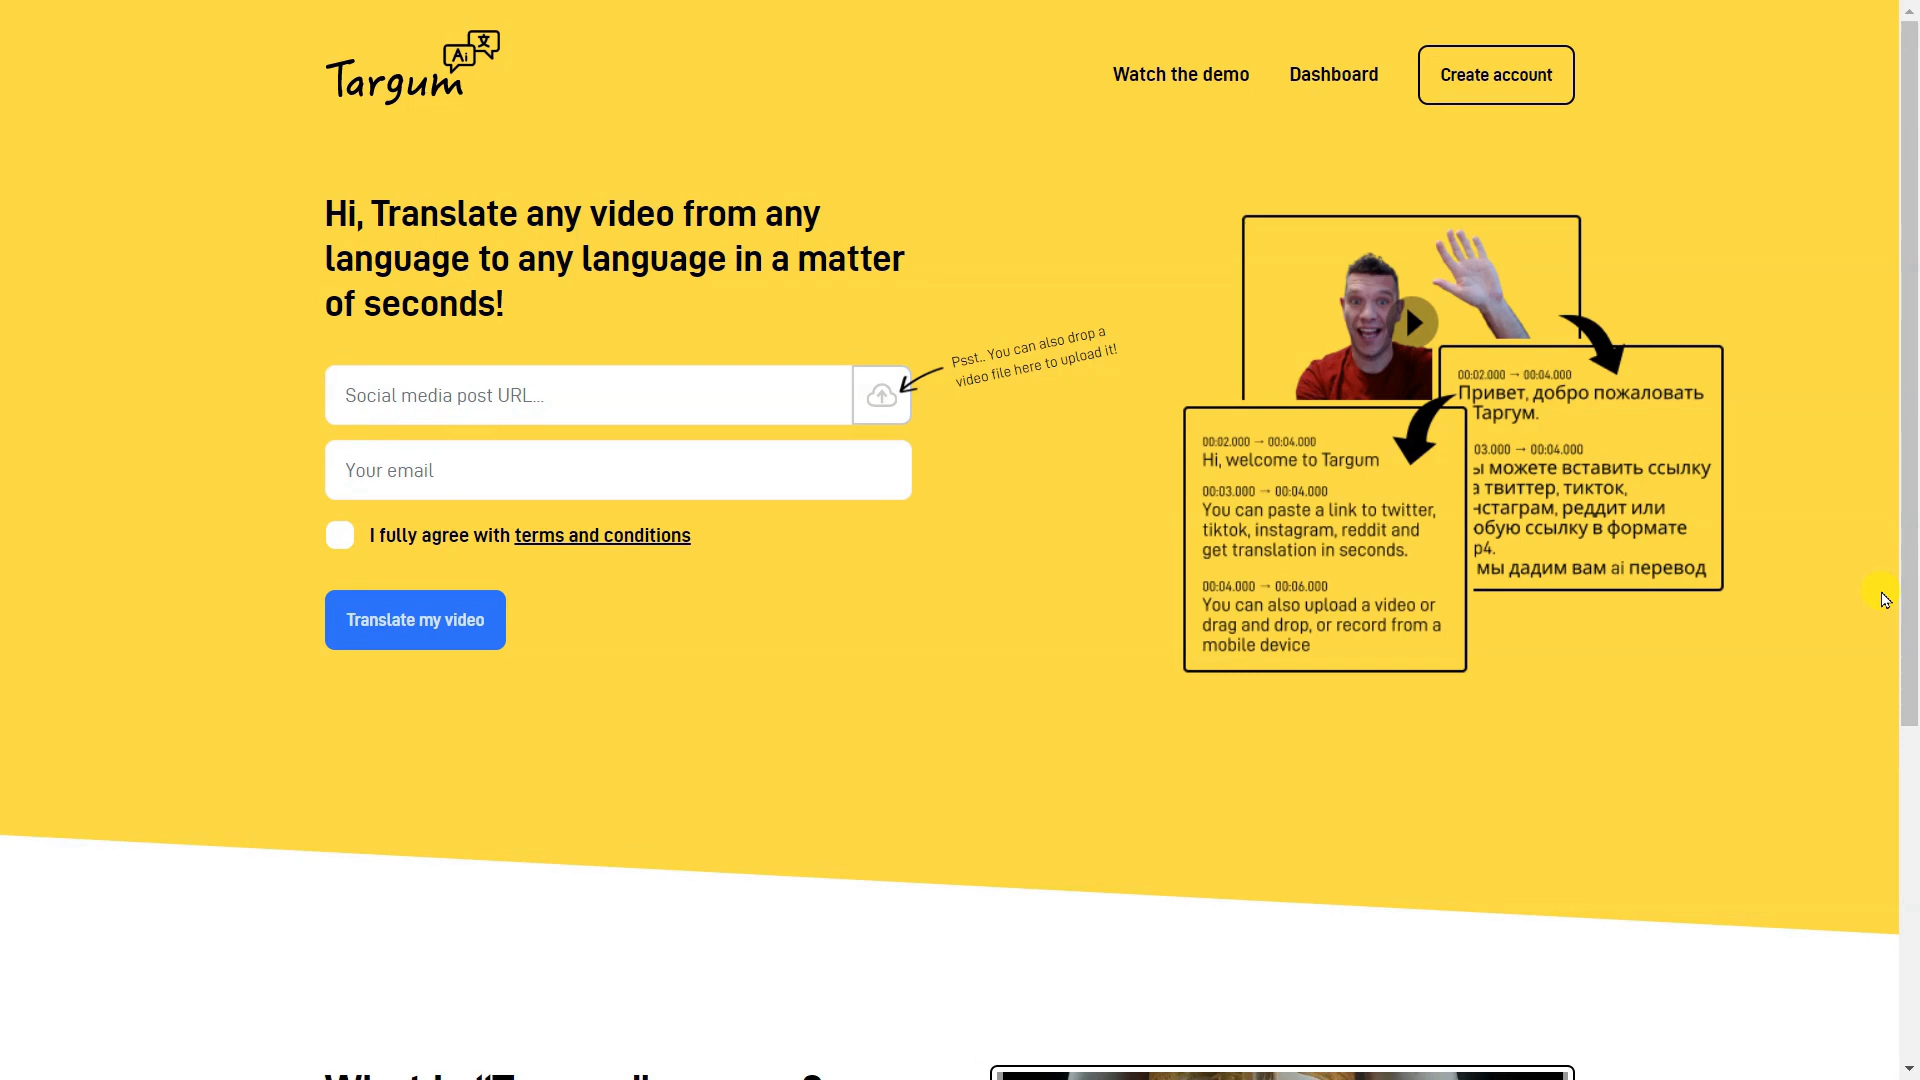 Targum
Ai 文
Watch the demo
Dashboard
Create account
Hi, Translate any video from any
language to any language in a matter
of seconds!
Social media post URL...
Psst.. You can also drop a
video file here to upload it!
Your email
I fully agree with terms and conditions
Translate my video
00:02.000 → 00:04.000
Привет, добро пожаловать
Таргум.
03.000 → 00:04.000
ы можете вставить ссылку
а твиттер, тикток,
нстаграм, реддит или
обую ссылку в формате
p4.
мы дадим вам ai перевод
00:02.000 → 00:04.000
Hi, welcome to Targum
00:03.000 → 00:04.000
You can paste a link to twitter,
tiktok, instagram, reddit and
get translation in seconds.
00:04.000 → 00:06.000
You can also upload a video or
drag and drop, or record from a
mobile device